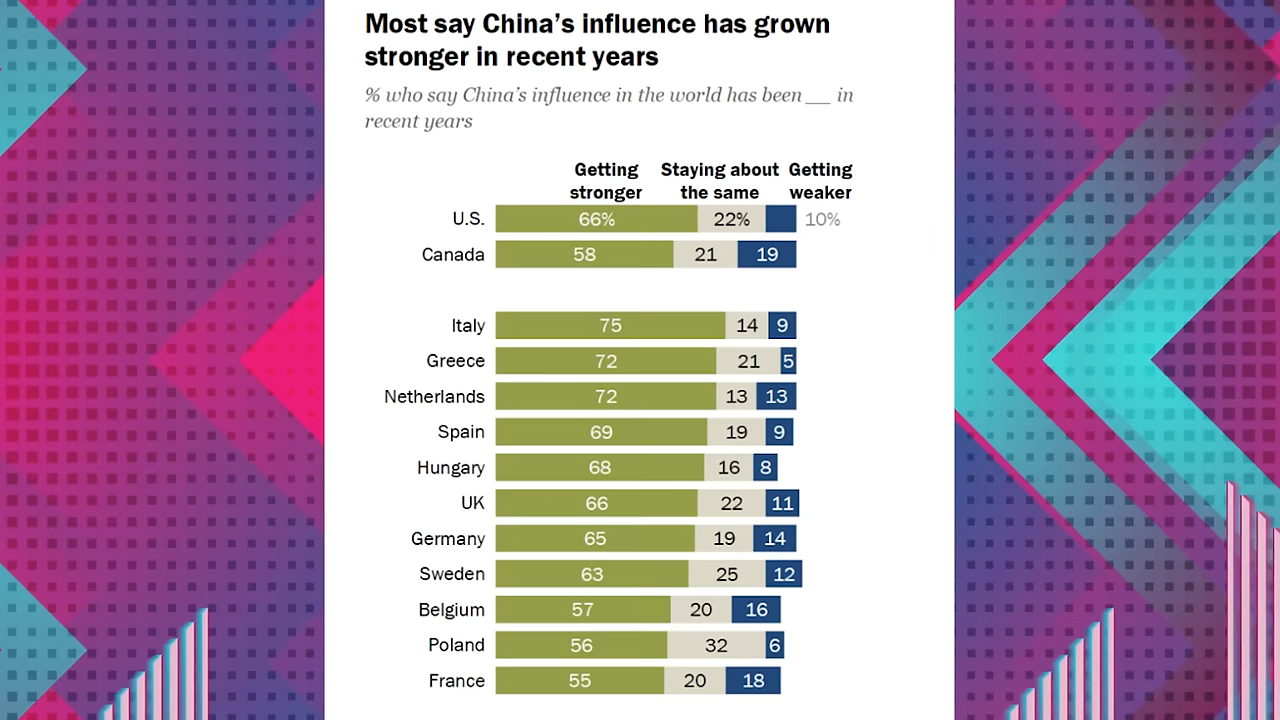 Most say China's influence has grown
stronger in recent years
% who say China's influence in the world has been __ in
recent years
Getting Staying about Getting
stronger the same weaker
U.S. 66% 22% 10%
Canada 58 21 19
Italy 75 14 9
Greece 72 21 5
Netherlands 72 13 13
Spain 69 19 9
Hungary 68 16 8
UK 66 22 11
Germany 65 19 14
Sweden 63 25 12
Belgium 57 20 16
Poland 56 32 6
France 55 20 18